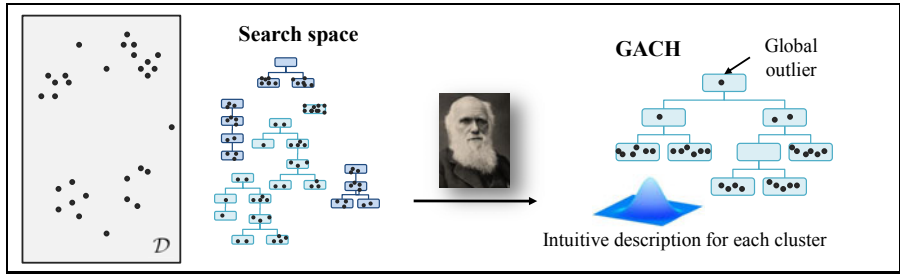 Search space
GACH
Global
outlier
𝒟
Intuitive description for each cluster